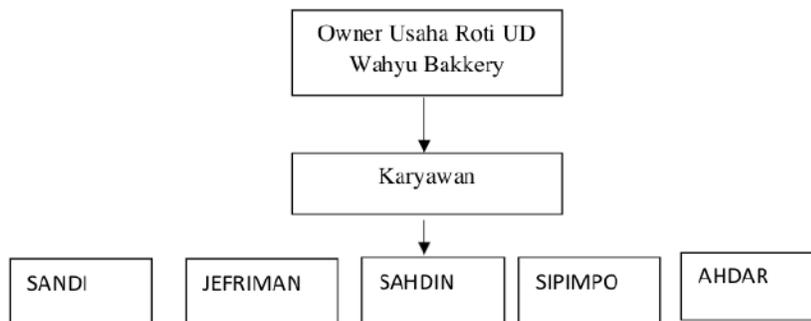 Owner Usaha Roti UD
Wahyu Bakkery
Karyawan
SANDI
JEFRIMAN
SAHDIN
SIPIMPO
AHDAR